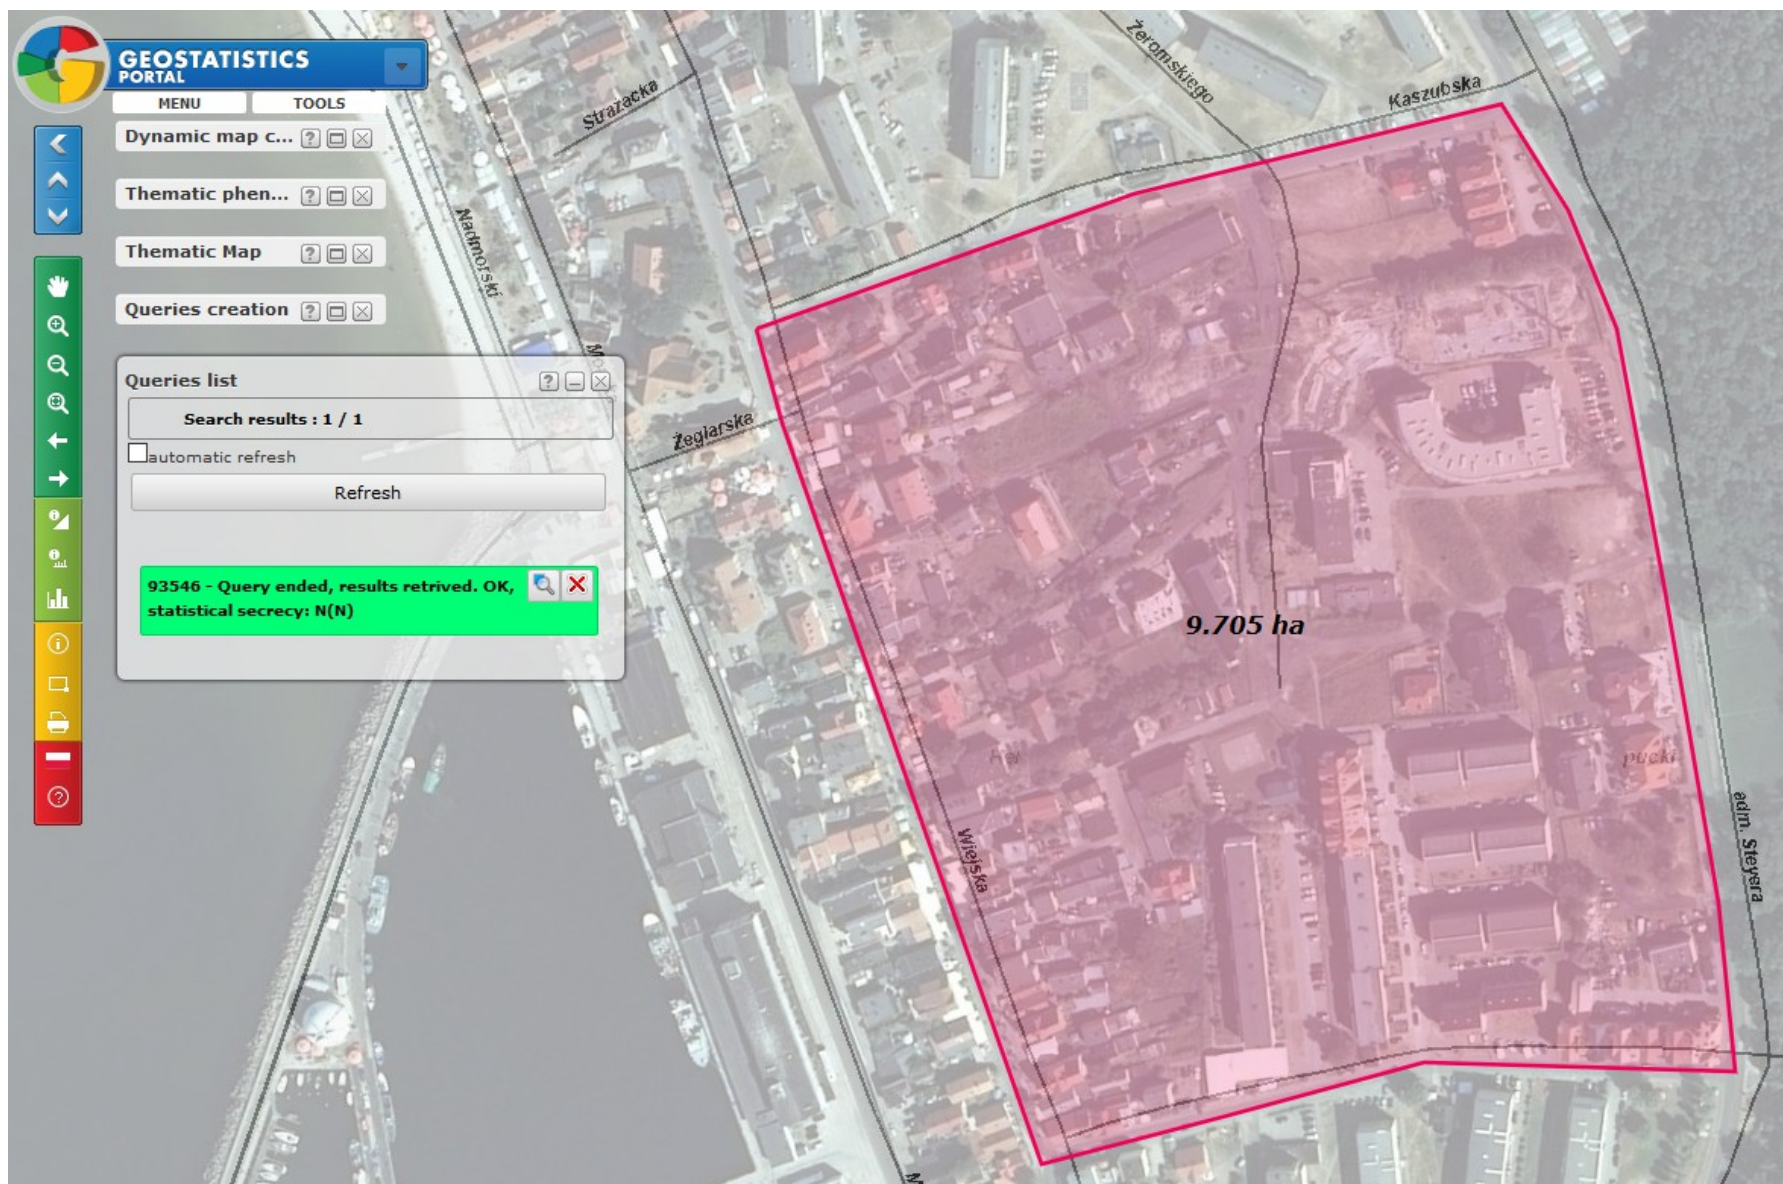 GEOSTATISTICS
PORTAL
MENU
TOOLS
Dynamic map c...
Thematic phen...
Thematic Map
Queries creation
Queries list
Search results : 1 / 1
automatic refresh
Refresh
93546 - Query ended, results retrived. OK,
statistical secrecy: N(N)
Strażacka
Żeromskiego
Kaszubska
Nadmorski
Żeglarska
9.705 ha
Hel
pucki
Wiejska
adm. Steyera